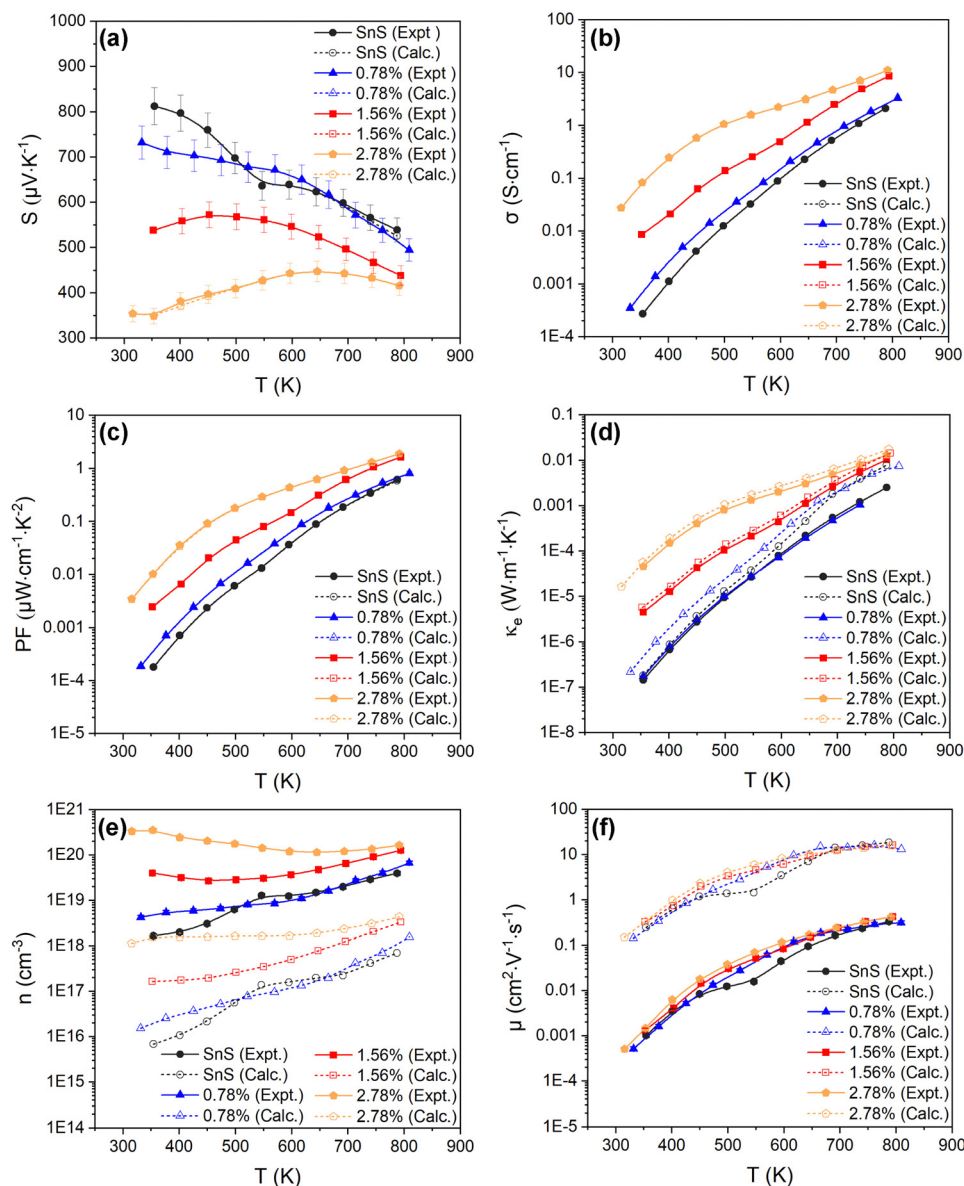 (a)
S (µV·K⁻¹)
1000
900
800
700
600
500
400
300
SnS (Expt )
SnS (Calc.)
0.78% (Expt )
0.78% (Calc.)
1.56% (Expt )
1.56% (Calc.)
2.78% (Expt )
2.78% (Calc.)
300 400 500 600 700 800 900
T (K)
(b)
σ (S·cm⁻¹)
100
10
1
0.1
0.01
0.001
1E-4
SnS (Expt.)
SnS (Calc.)
0.78% (Expt.)
0.78% (Calc.)
1.56% (Expt.)
1.56% (Calc.)
2.78% (Expt.)
2.78% (Calc.)
300 400 500 600 700 800 900
T (K)
(c)
PF (µW·cm⁻¹·K⁻²)
10
1
0.1
0.01
0.001
1E-4
1E-5
SnS (Expt.)
SnS (Calc.)
0.78% (Expt.)
0.78% (Calc.)
1.56% (Expt.)
1.56% (Calc.)
2.78% (Expt.)
2.78% (Calc.)
300 400 500 600 700 800 900
T (K)
(d)
κₑ (W·m⁻¹·K⁻¹)
0.1
0.01
0.001
1E-4
1E-5
1E-6
1E-7
1E-8
SnS (Expt.)
SnS (Calc.)
0.78% (Expt.)
0.78% (Calc.)
1.56% (Expt.)
1.56% (Calc.)
2.78% (Expt.)
2.78% (Calc.)
300 400 500 600 700 800 900
T (K)
(e)
n (cm⁻³)
1E21
1E20
1E19
1E18
1E17
1E16
1E15
1E14
SnS (Expt.)
SnS (Calc.)
0.78% (Expt.)
0.78% (Calc.)
1.56% (Expt.)
1.56% (Calc.)
2.78% (Expt.)
2.78% (Calc.)
300 400 500 600 700 800 900
T (K)
(f)
µ (cm²·V⁻¹·s⁻¹)
100
10
1
0.1
0.01
0.001
1E-4
1E-5
SnS (Expt.)
SnS (Calc.)
0.78% (Expt.)
0.78% (Calc.)
1.56% (Expt.)
1.56% (Calc.)
2.78% (Expt.)
2.78% (Calc.)
300 400 500 600 700 800 900
T (K)